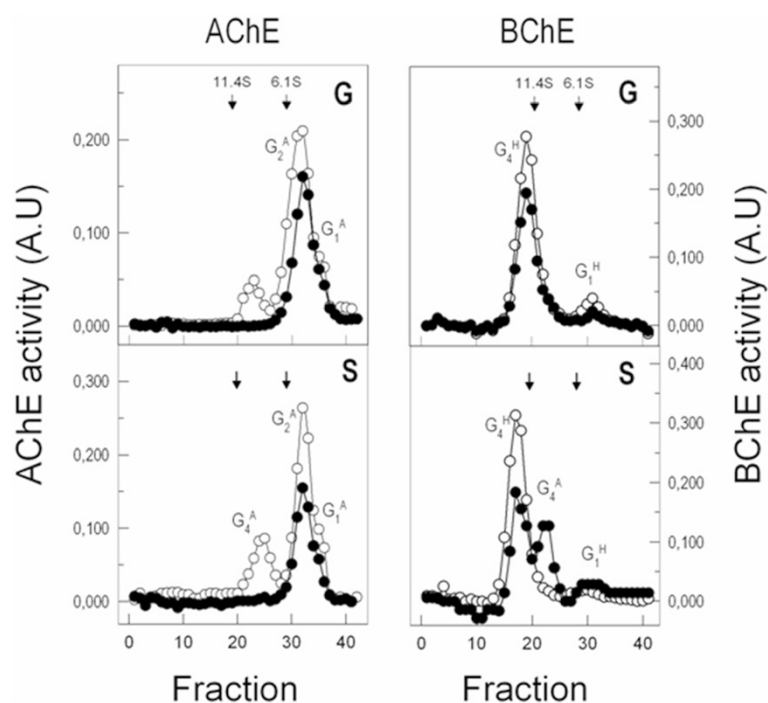 AChE BChE
11.4S 6.1S G
G₂ᴬ
G₁ᴬ
0,200
0,100
0,000
11.4S 6.1S G
G₄ᴴ
G₁ᴴ
0,300
0,200
0,100
0,000
S
G₂ᴬ
G₄ᴬ
G₁ᴬ
0,300
0,200
0,100
0,000
0 10 20 30 40
S
G₄ᴴ
G₄ᴬ
G₁ᴴ
0,400
0,300
0,200
0,100
0,000
0 10 20 30 40
AChE activity (A.U)
BChE activity (A.U)
Fraction Fraction